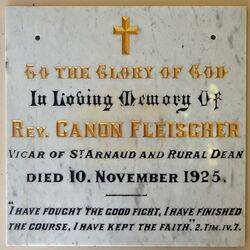 To the Glory of God
In Loving Memory Of
Rev. Canon Fleischer
Vicar of St Arnaud and Rural Dean
died 10. November 1925.
"I have fought the good fight, I have finished
the course, I have kept the faith." 2. Tim. iv. 7.